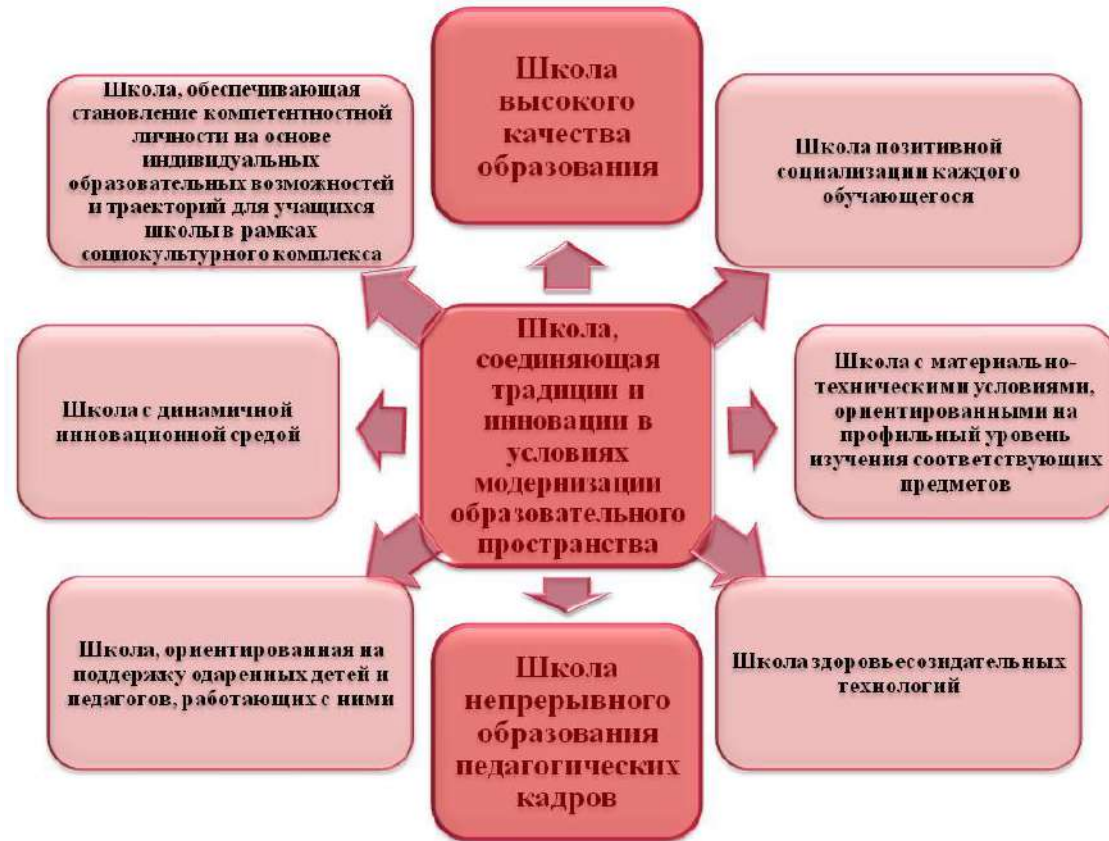 Школа
высокого
качества
образования
Школа, обеспечивающая
становление компетентностной
личности на основе
индивидуальных
образовательных возможностей
и траекторий для учащихся
школы в рамках
социокультурного комплекса
Школа позитивной
социализации каждого
обучающегося
Школа,
соединяющая
традиции и
инновации в
условиях
модернизации
образовательного
пространства
Школа с динамичной
инновационной средой
Школа с материально-
техническими условиями,
ориентированными на
профильный уровень
изучения соответствующих
предметов
Школа, ориентированная на
поддержку одаренных детей и
педагогов, работающих с ними
Школа
непрерывного
образования
педагогических
кадров
Школа здоровьесозидательных
технологий